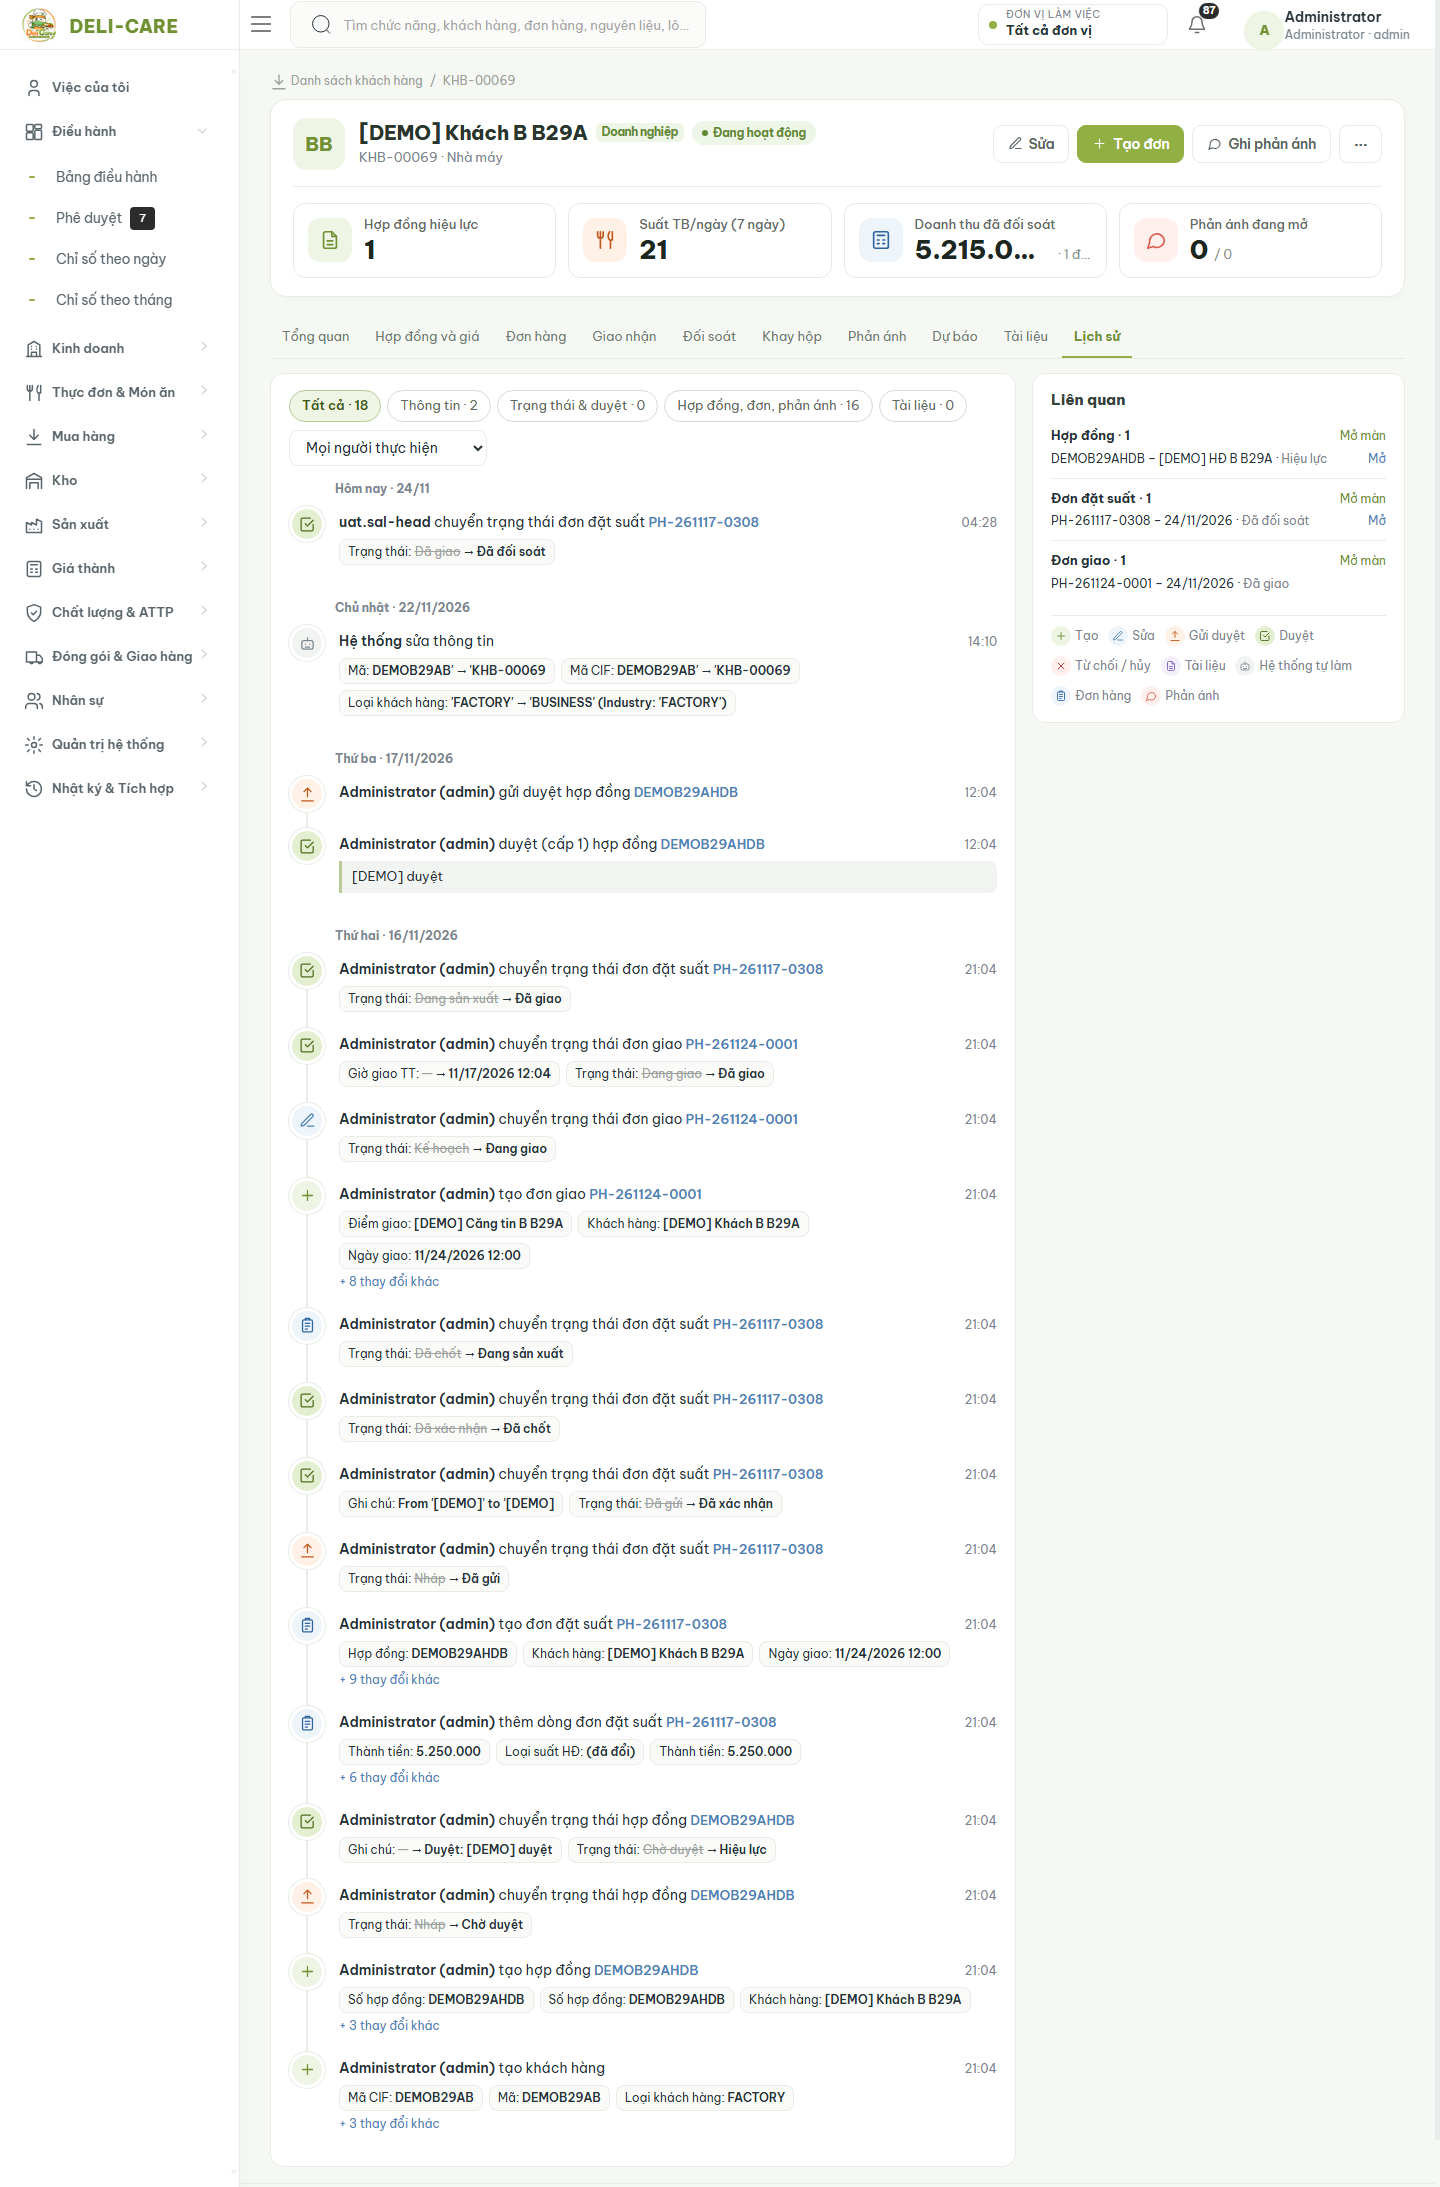 DELI-CARE
Tìm chức năng, khách hàng, đơn hàng, nguyên liệu, lô...
ĐƠN VỊ LÀM VIỆC
Tất cả đơn vị
87
A
Administrator
Administrator · admin
Việc của tôi
Điều hành
Bảng điều hành
Phê duyệt 7
Chỉ số theo ngày
Chỉ số theo tháng
Kinh doanh
Thực đơn & Món ăn
Mua hàng
Kho
Sản xuất
Giá thành
Chất lượng & ATTP
Đóng gói & Giao hàng
Nhân sự
Quản trị hệ thống
Nhật ký & Tích hợp
Danh sách khách hàng / KHB-00069
BB
[DEMO] Khách B B29A Doanh nghiệp Đang hoạt động
KHB-00069 · Nhà máy
Sửa
Tạo đơn
Ghi phản ánh
...
Hợp đồng hiệu lực
1
Suất TB/ngày (7 ngày)
21
Doanh thu đã đối soát
5.215.0... · 1 đ...
Phản ánh đang mở
0 / 0
Tổng quan Hợp đồng và giá Đơn hàng Giao nhận Đối soát Khay hộp Phản ánh Dự báo Tài liệu Lịch sử
Tất cả · 18 Thông tin · 2 Trạng thái & duyệt · 0 Hợp đồng, đơn, phản ánh · 16 Tài liệu · 0
Mọi người thực hiện
Hôm nay · 24/11
uat.sal-head chuyển trạng thái đơn đặt suất PH-261117-0308 04:28
Trạng thái: Đã giao → Đã đối soát
Chủ nhật · 22/11/2026
Hệ thống sửa thông tin 14:10
Mã: DEMOB29AB' → 'KHB-00069 Mã CIF: DEMOB29AB' → 'KHB-00069
Loại khách hàng: 'FACTORY' → 'BUSINESS' (Industry: 'FACTORY')
Thứ ba · 17/11/2026
Administrator (admin) gửi duyệt hợp đồng DEMOB29AHDB 12:04
Administrator (admin) duyệt (cấp 1) hợp đồng DEMOB29AHDB 12:04
[DEMO] duyệt
Thứ hai · 16/11/2026
Administrator (admin) chuyển trạng thái đơn đặt suất PH-261117-0308 21:04
Trạng thái: Đang sản xuất → Đã giao
Administrator (admin) chuyển trạng thái đơn giao PH-261124-0001 21:04
Giờ giao TT: — → 11/17/2026 12:04 Trạng thái: Đang giao → Đã giao
Administrator (admin) chuyển trạng thái đơn giao PH-261124-0001 21:04
Trạng thái: Kế hoạch → Đang giao
Administrator (admin) tạo đơn giao PH-261124-0001 21:04
Điểm giao: [DEMO] Căng tin B B29A Khách hàng: [DEMO] Khách B B29A
Ngày giao: 11/24/2026 12:00
+ 8 thay đổi khác
Administrator (admin) chuyển trạng thái đơn đặt suất PH-261117-0308 21:04
Trạng thái: Đã chốt → Đang sản xuất
Administrator (admin) chuyển trạng thái đơn đặt suất PH-261117-0308 21:04
Trạng thái: Đã xác nhận → Đã chốt
Administrator (admin) chuyển trạng thái đơn đặt suất PH-261117-0308 21:04
Ghi chú: From '[DEMO]' to '[DEMO] Trạng thái: Đã gửi → Đã xác nhận
Administrator (admin) chuyển trạng thái đơn đặt suất PH-261117-0308 21:04
Trạng thái: Nháp → Đã gửi
Administrator (admin) tạo đơn đặt suất PH-261117-0308 21:04
Hợp đồng: DEMOB29AHDB Khách hàng: [DEMO] Khách B B29A Ngày giao: 11/24/2026 12:00
+ 9 thay đổi khác
Administrator (admin) thêm dòng đơn đặt suất PH-261117-0308 21:04
Thành tiền: 5.250.000 Loại suất HĐ: (đã đổi) Thành tiền: 5.250.000
+ 6 thay đổi khác
Administrator (admin) chuyển trạng thái hợp đồng DEMOB29AHDB 21:04
Ghi chú: — → Duyệt: [DEMO] duyệt Trạng thái: Chờ duyệt → Hiệu lực
Administrator (admin) chuyển trạng thái hợp đồng DEMOB29AHDB 21:04
Trạng thái: Nháp → Chờ duyệt
Administrator (admin) tạo hợp đồng DEMOB29AHDB 21:04
Số hợp đồng: DEMOB29AHDB Số hợp đồng: DEMOB29AHDB Khách hàng: [DEMO] Khách B B29A
+ 3 thay đổi khác
Administrator (admin) tạo khách hàng 21:04
Mã CIF: DEMOB29AB Mã: DEMOB29AB Loại khách hàng: FACTORY
+ 3 thay đổi khác
Liên quan
Hợp đồng · 1 Mở màn
DEMOB29AHDB – [DEMO] HĐ B B29A · Hiệu lực Mở
Đơn đặt suất · 1 Mở màn
PH-261117-0308 – 24/11/2026 · Đã đối soát Mở
Đơn giao · 1 Mở màn
PH-261124-0001 – 24/11/2026 · Đã giao
Tạo Sửa Gửi duyệt Duyệt
Từ chối / hủy Tài liệu Hệ thống tự làm
Đơn hàng Phản ánh